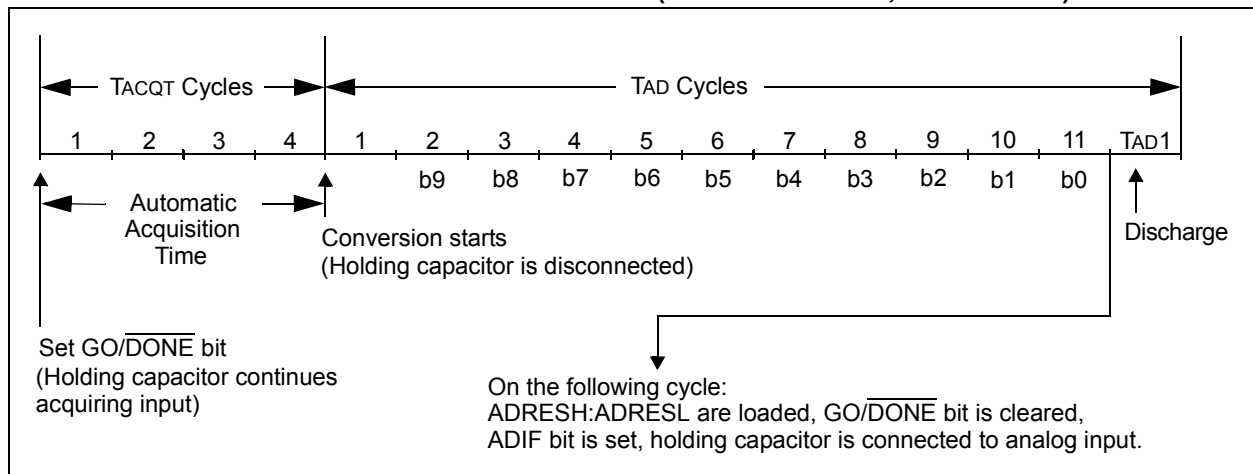 TACQT Cycles
TAD Cycles
1 2 3 4 1 2 3 4 5 6 7 8 9 10 11 TAD1
b9 b8 b7 b6 b5 b4 b3 b2 b1 b0
Automatic
Acquisition
Time
Conversion starts
(Holding capacitor is disconnected)
Discharge
Set GO/DONE bit
(Holding capacitor continues
acquiring input)
On the following cycle:
ADRESH:ADRESL are loaded, GO/DONE bit is cleared,
ADIF bit is set, holding capacitor is connected to analog input.